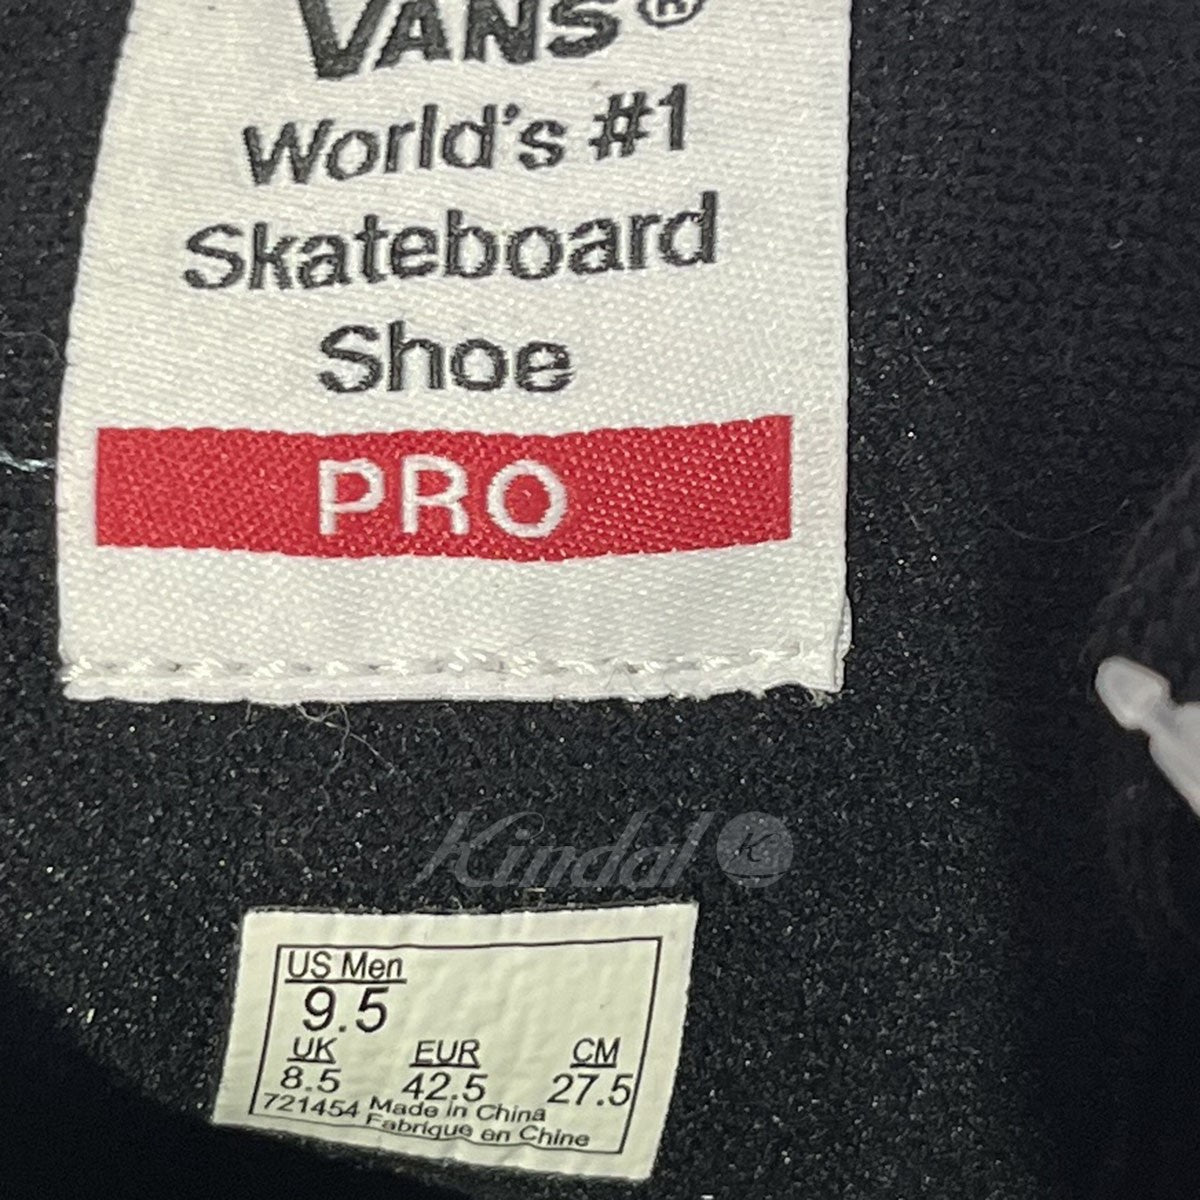 VANS®
World's #1
Skateboard
Shoe
PRO
Kindal K
US Men
9.5
UK EUR CM
8.5 42.5 27.5
721454 Made in China
Fabriqué en Chine